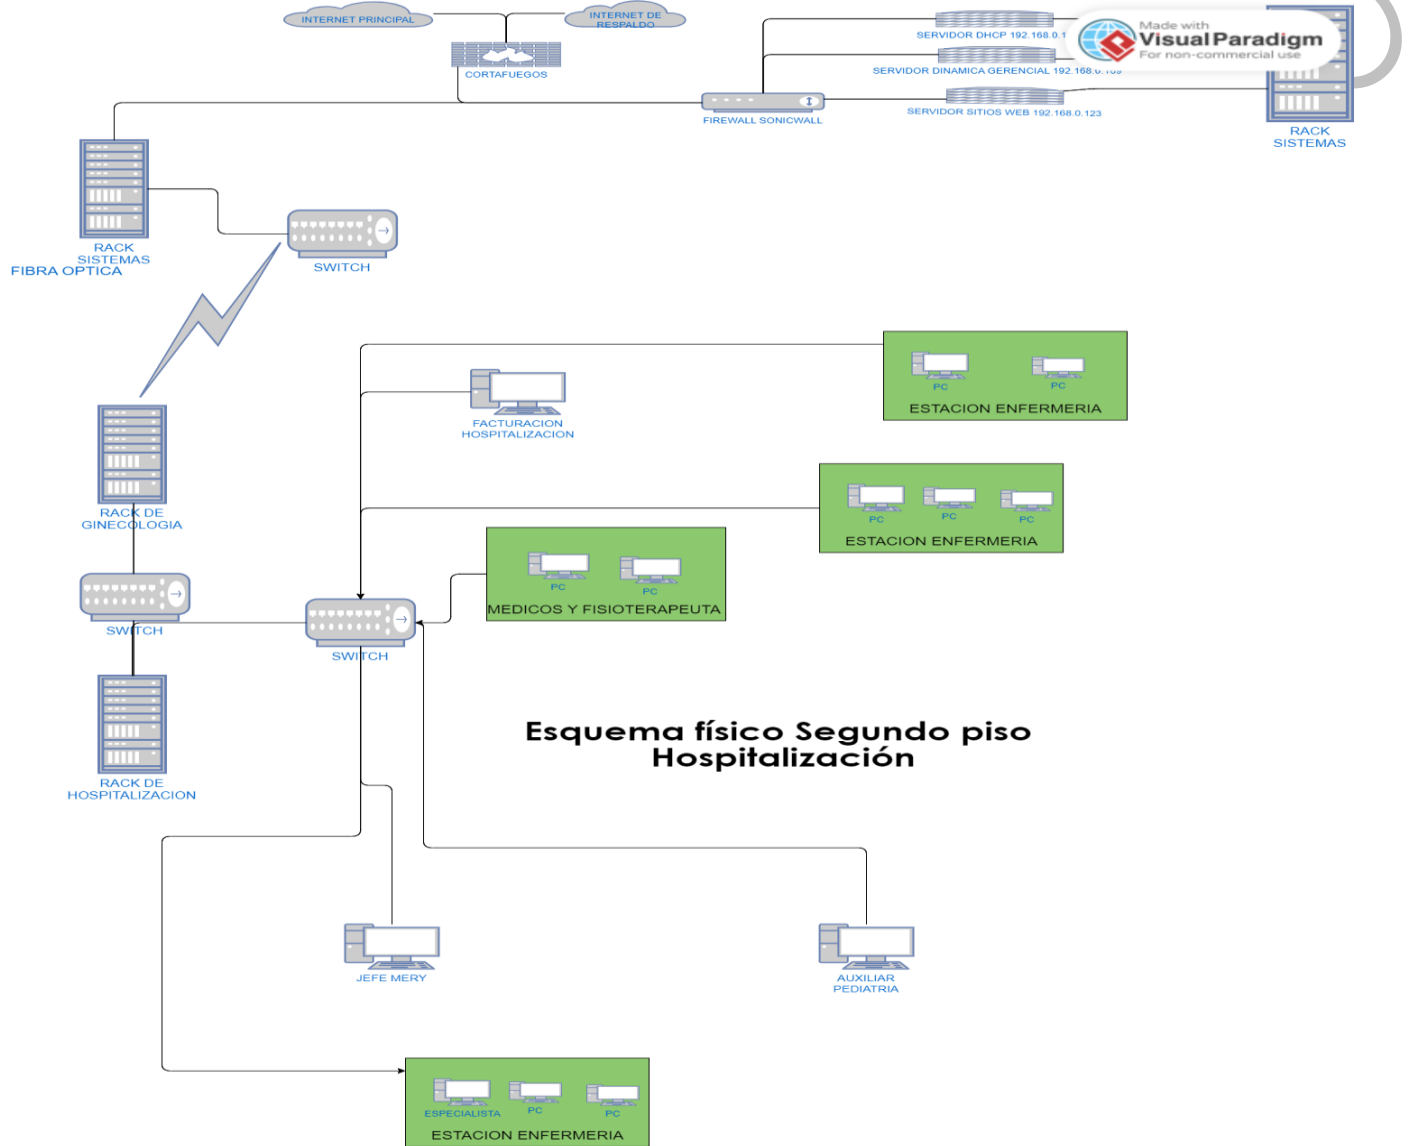 INTERNET PRINCIPAL
INTERNET DE
RESPALDO
CORTAFUEGOS
SERVIDOR DHCP 192.168.0.1
Made with
Visual Paradigm
For non-commercial use
SERVIDOR DINAMICA GERENCIAL
SERVIDOR SITIOS WEB 192.168.0.123
FIREWALL SONICWALL
RACK
SISTEMAS
RACK
SISTEMAS
FIBRA OPTICA
SWITCH
PC
PC
ESTACION ENFERMERIA
FACTURACION
HOSPITALIZACION
RACK DE
GINECOLOGIA
PC
PC
PC
ESTACION ENFERMERIA
PC
PC
MEDICOS Y FISIOTERAPEUTA
SWITCH
SWITCH
Esquema físico Segundo piso
Hospitalización
RACK DE
HOSPITALIZACION
JEFE MERY
AUXILIAR
PEDIATRIA
ESPECIALISTA
PC
PC
ESTACION ENFERMERIA